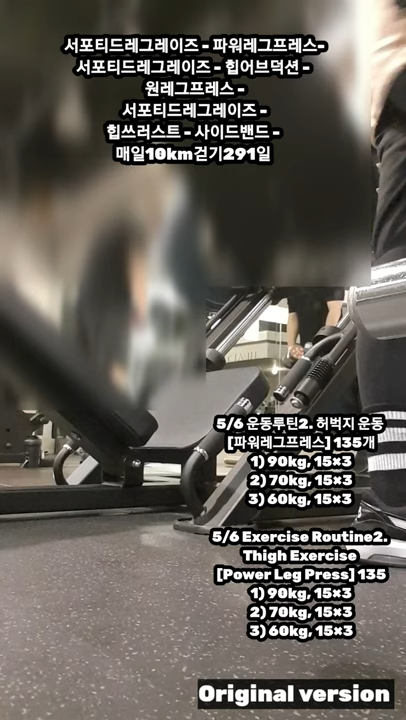 서포티드레그레이즈 - 파워레그프레스-
서포티드레그레이즈 - 힙어브덕션 -
원레그프레스 -
서포티드레그레이즈 -
힙쓰러스트 - 사이드밴드 -
매일10km걷기291일
5/6 운동루틴2. 허벅지 운동
[파워레그프레스] 135개
1) 90kg, 15×3
2) 70kg, 15×3
3) 60kg, 15×3
5/6 Exercise Routine2.
Thigh Exercise
[Power Leg Press] 135
1) 90kg, 15×3
2) 70kg, 15×3
3) 60kg, 15×3
Original version